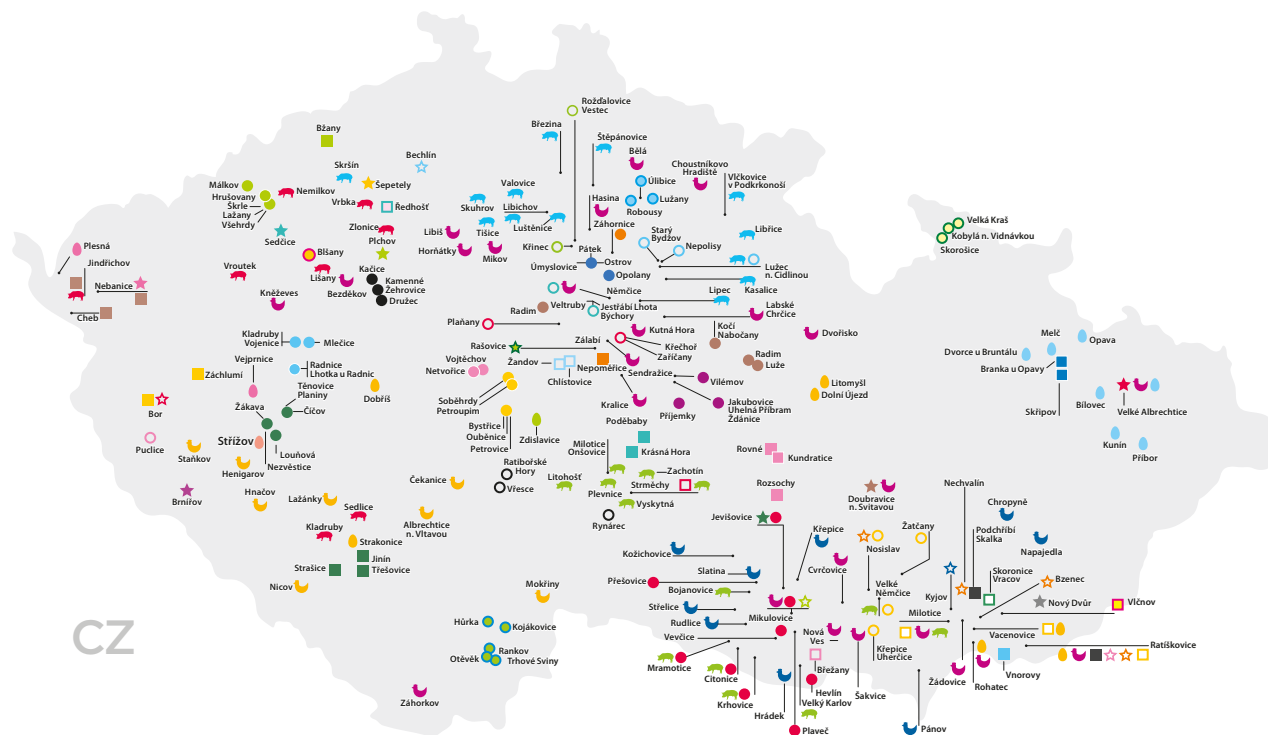 Rožďalovice
Vestec
Březina
Bžany
Štěpánovice
Bechlín
Bělá
Choustníkovo
Hradiště
Skršín
Vlčkovice
v Podkrkonoší
Málkov
Nemilkov
Šepetely
Valovice
Úlibice
Hrušovany
Škrle
Lažany
Všehrdy
Vrbka
Ředhošť
Skuhrov
Libichov
Hasina
Lužany
Robousy
Velká Kraš
Kobylá n. Vidnávkou
Skorošice
Zlonice
Libiš
Tišice
Luštěnice
Záhornice
Starý
Bydžov
Libřice
Sedčice
Plchov
Horňátky
Mikov
Křinec
Pátek
Nepolisy
Plesná
Blšany
Jindřichov
Vroutek
Lišany
Kačice
Úmyslovice
Ostrov
Opolany
Lužec
n. Cidlinou
Nebanice
Kněževes
Bezděkov
Kamenné
Žehrovice
Družec
Němčice
Lipec
Kasalice
Cheb
Radim
Veltruby
Jestřábí Lhota
Býchory
Labské
Chrčice
Plaňany
Kutná Hora
Kočí
Nabočany
Dvořisko
Kladruby
Vojenice
Mlečice
Rašovice
Zálabí
Křečhoř
Zaříčany
Melč
Opava
Vejprnice
Radnice
Lhotka u Radnic
Vojtěchov
Netvořice
Žandov
Nepoměřice
Radim
Luže
Dvorce u Bruntálu
Branka u Opavy
Záchlumí
Těnovice
Planiny
Dobříš
Chlístovice
Sendražice
Vilémov
Litomyšl
Dolní Újezd
Bor
Žákava
Čičov
Soběhrdy
Petroupim
Kralice
Příjemky
Jakubovice
Uhelná Příbram
Ždánice
Skřipov
Bílovec
Velké Albrechtice
Puclice
Střížov
Bystřice
Ouběnice
Petrovice
Zdislavice
Poděbaby
Krásná Hora
Kunín
Příbor
Staňkov
Louňová
Nezvěstice
Milotice
Onšovice
Rovné
Kundratice
Henigarov
Ratibořské
Hory
Litohošť
Zachotín
Brnířov
Hnačov
Lažánky
Čekanice
Vřesce
Plevnice
Strměchy
Vyskytná
Rozsochy
Doubravice
n. Svitavou
Nechvalín
Chropyně
Sedlice
Kladruby
Albrechtice
n. Vltavou
Rynárec
Jevišovice
Křepice
Žatčany
Podchříbí
Skalka
Strakonice
Jinín
Třešovice
Strašice
Kožichovice
Nosislav
Napajedla
Nicov
Mokřiny
Slatina
Cvrčovice
Skoronice
Vracov
Přešovice
Bojanovice
Velké
Němčice
Kyjov
Bzenec
Střelice
Mikulovice
Milotice
Nový Dvůr
Vlčnov
Hůrka
Kojákovice
Rudlice
Vevčice
Nová
Ves
Vacenovice
CZ
Rankov
Otěvěk
Trhové Sviny
Mramotice
Křepice
Uherčice
Ratíškovice
Citonice
Břežany
Žádovice
Rohatec
Vnorovy
Záhorkov
Krhovice
Hevlín
Velký Karlov
Šakvice
Hrádek
Plaveč
Pánov